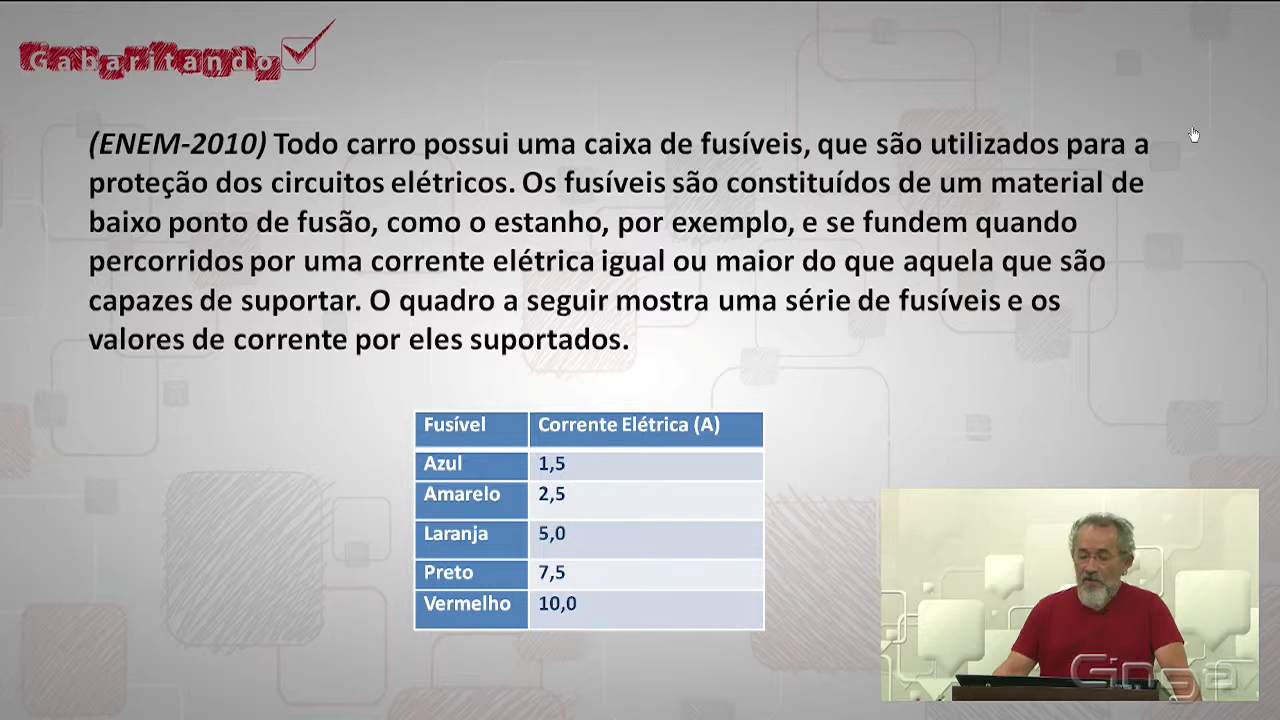 Gabaritando
(ENEM-2010) Todo carro possui uma caixa de fusíveis, que são utilizados para a
proteção dos circuitos elétricos. Os fusíveis são constituídos de um material de
baixo ponto de fusão, como o estanho, por exemplo, e se fundem quando
percorridos por uma corrente elétrica igual ou maior do que aquela que são
capazes de suportar. O quadro a seguir mostra uma série de fusíveis e os
valores de corrente por eles suportados.
Fusível Corrente Elétrica (A)
Azul 1,5
Amarelo 2,5
Laranja 5,0
Preto 7,5
Vermelho 10,0